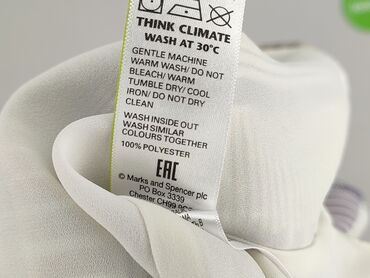 THINK CLIMATE
WASH AT 30°C
GENTLE MACHINE
WARM WASH/ DO NOT
BLEACH/ WARM
TUMBLE DRY/ COOL
IRON/ DO NOT DRY
CLEAN
WASH INSIDE OUT
WASH SIMILAR
COLOURS TOGETHER
100% POLYESTER
EAC
© Marks and Spencer plc
PO Box 3339
Chester CH99